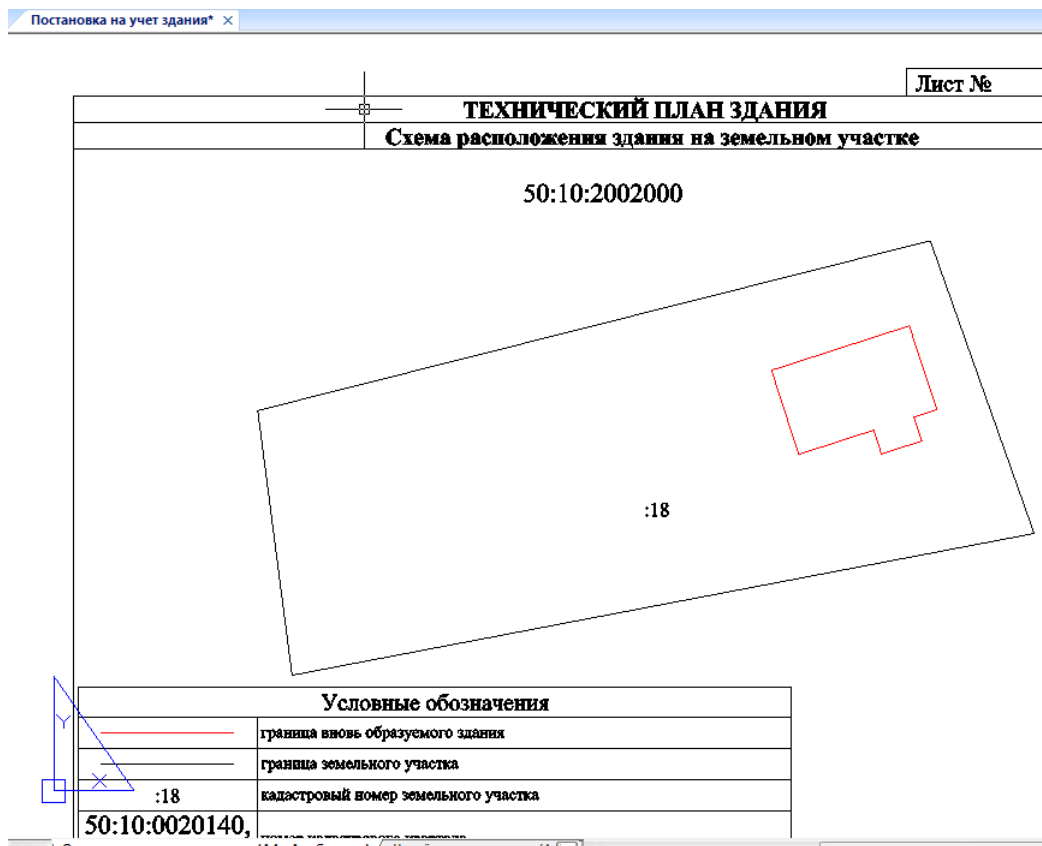 Постановка на учет здания* ×
Лист №
ТЕХНИЧЕСКИЙ ПЛАН ЗДАНИЯ
Схема расположения здания на земельном участке
50:10:2002000
:18
Условные обозначения
граница вновь образуемого здания
граница земельного участка
:18 кадастровый номер земельного участка
50:10:0020140,
Y
X